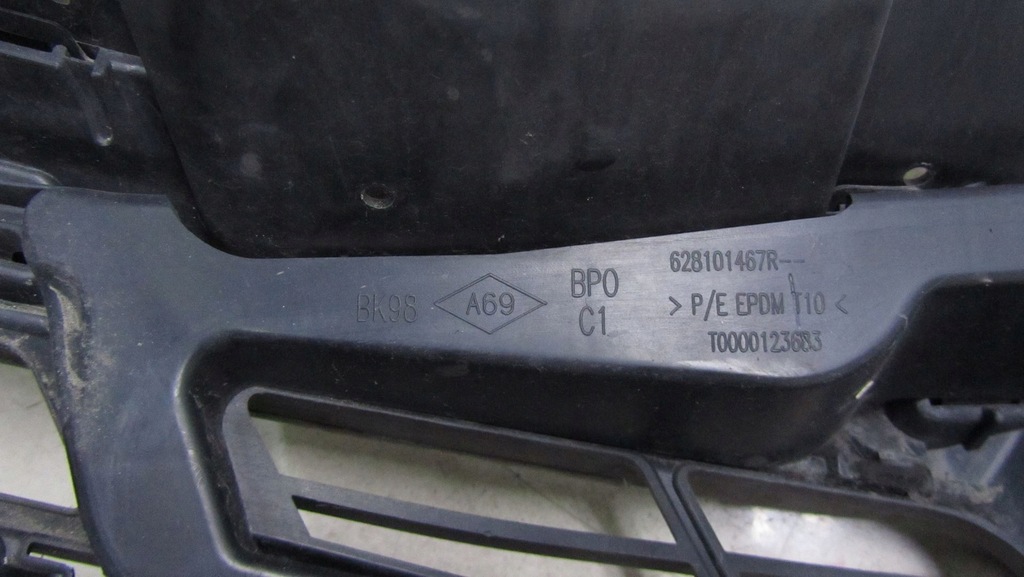 BK98
A69
BPO
C1
628101467R--
> P/E EPDM T10 <
T0000123683